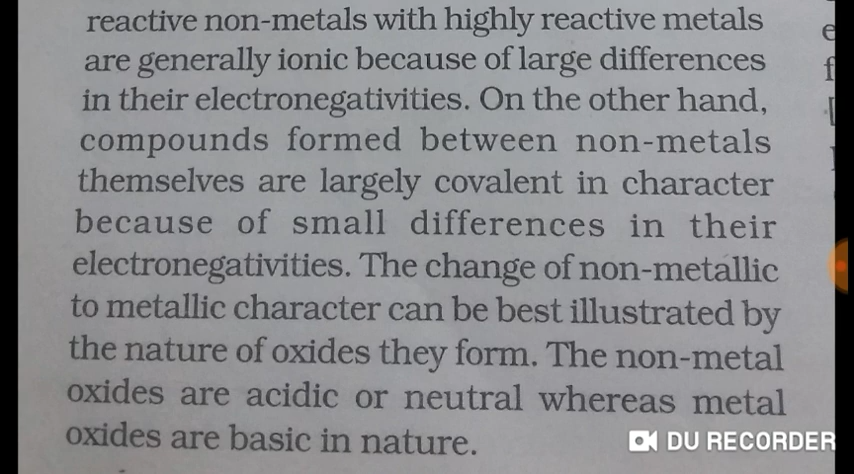 reactive non-metals with highly reactive metals
are generally ionic because of large differences
in their electronegativities. On the other hand,
compounds formed between non-metals
themselves are largely covalent in character
because of small differences in their
electronegativities. The change of non-metallic
to metallic character can be best illustrated by
the nature of oxides they form. The non-metal
oxides are acidic or neutral whereas metal
oxides are basic in nature.
DU RECORDER